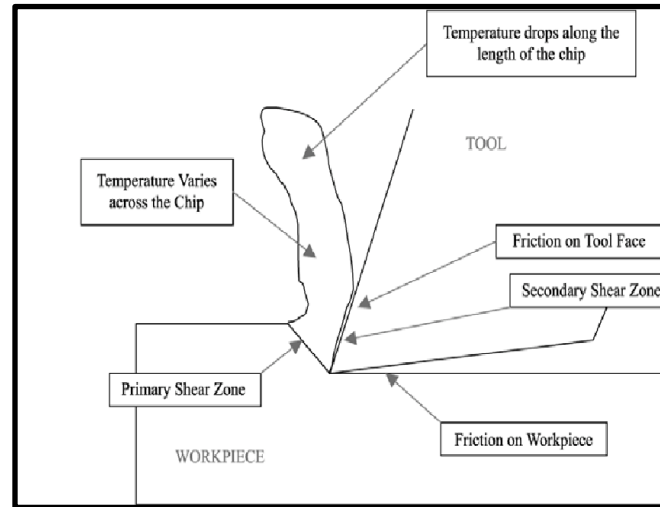 Temperature drops along the
length of the chip
TOOL
Temperature Varies
across the Chip
Friction on Tool Face
Secondary Shear Zone
Primary Shear Zone
Friction on Workpiece
WORKPIECE